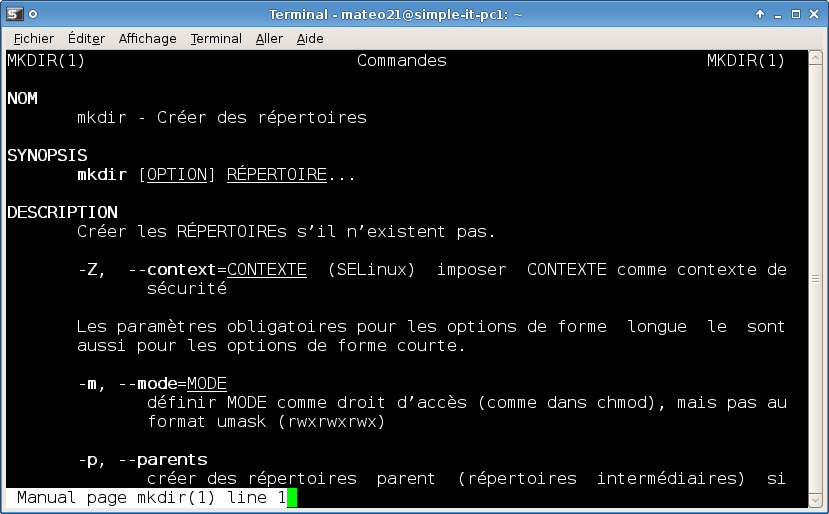 Terminal - mateo21@simple-it-pc1: ~
Fichier Éditer Affichage Terminal Aller Aide
MKDIR(1) Commandes MKDIR(1)
NOM
mkdir - Créer des répertoires
SYNOPSIS
mkdir [OPTION] RÉPERTOIRE...
DESCRIPTION
Créer les RÉPERTOIREs s’il n’existent pas.
-Z, --context=CONTEXTE (SELinux) imposer CONTEXTE comme contexte de
sécurité
Les paramètres obligatoires pour les options de forme longue le sont
aussi pour les options de forme courte.
-m, --mode=MODE
définir MODE comme droit d’accès (comme dans chmod), mais pas au
format umask (rwxrwxrwx)
-p, --parents
créer des répertoires parent (répertoires intermédiaires) si
Manual page mkdir(1) line 1